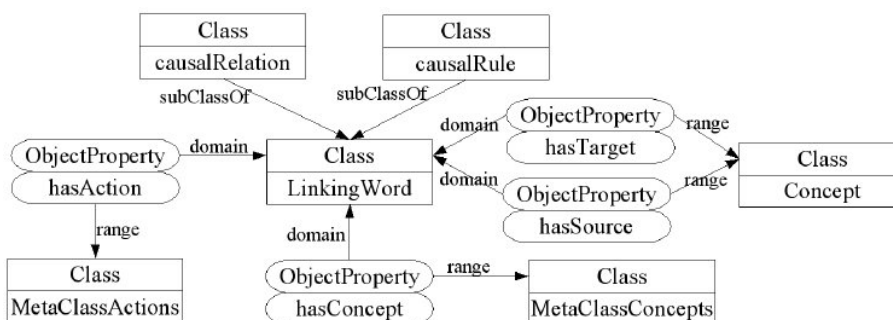 Class
causalRelation
Class
causalRule
subClassOf
subClassOf
ObjectProperty
hasAction
domain
Class
LinkingWord
domain
ObjectProperty
hasTarget
range
domain
ObjectProperty
hasSource
range
Class
Concept
range
domain
Class
MetaClassActions
ObjectProperty
hasConcept
range
Class
MetaClassConcepts